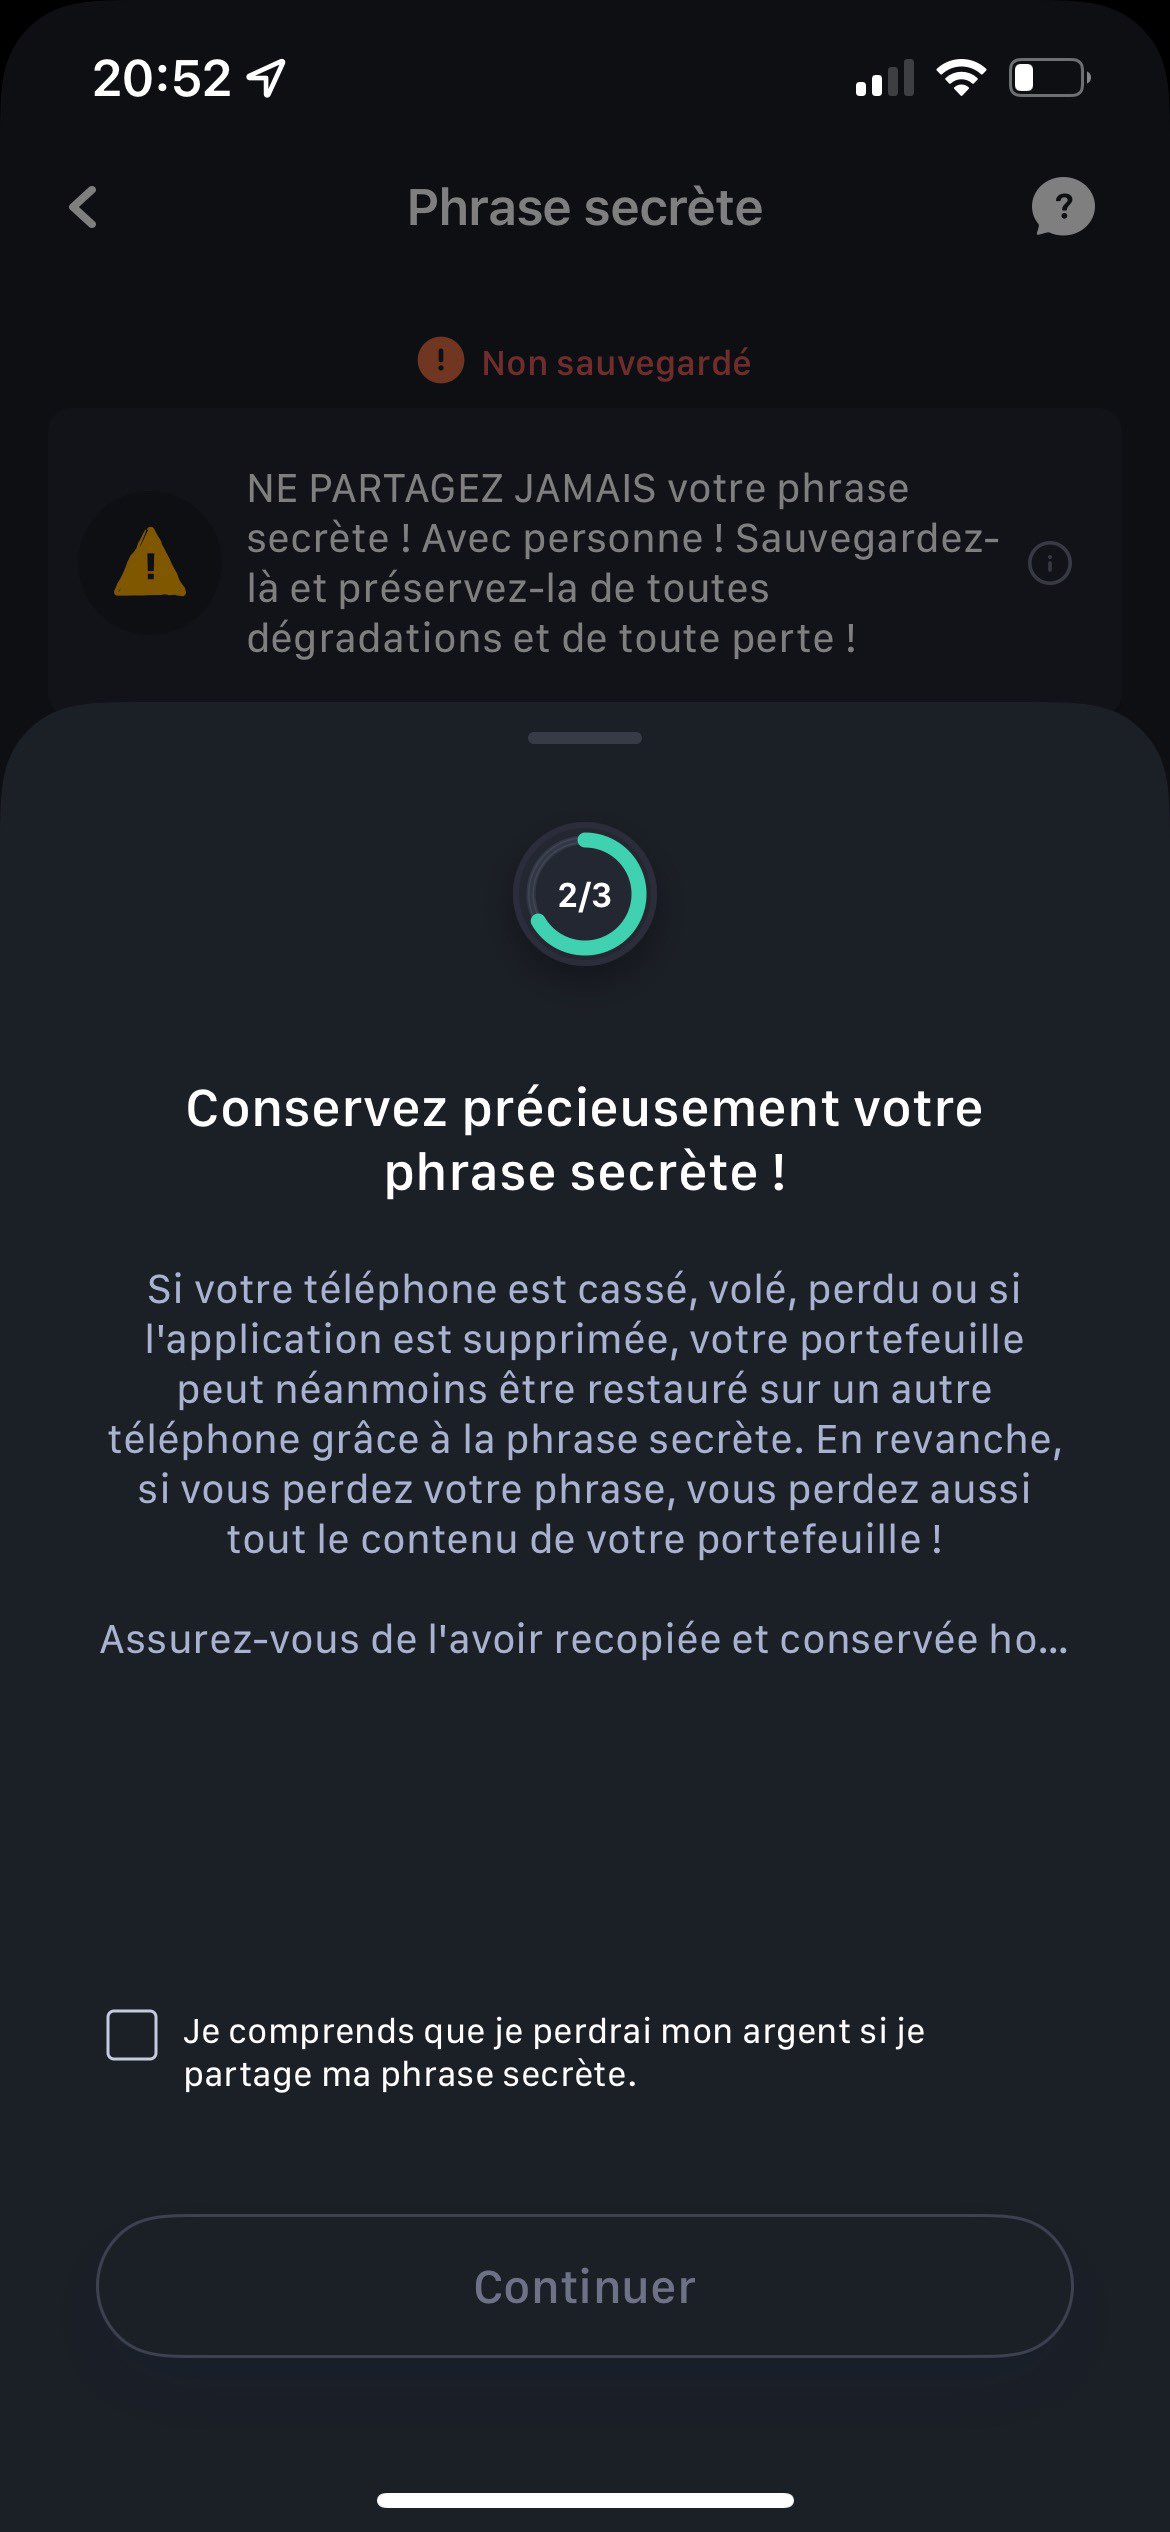 20:52
Phrase secrète
?
! Non sauvegardé
NE PARTAGEZ JAMAIS votre phrase
secrète ! Avec personne ! Sauvegardez-
là et préservez-la de toutes
dégradations et de toute perte !
2/3
Conservez précieusement votre
phrase secrète !
Si votre téléphone est cassé, volé, perdu ou si
l'application est supprimée, votre portefeuille
peut néanmoins être restauré sur un autre
téléphone grâce à la phrase secrète. En revanche,
si vous perdez votre phrase, vous perdez aussi
tout le contenu de votre portefeuille !
Assurez-vous de l'avoir recopiée et conservée ho...
Je comprends que je perdrai mon argent si je
partage ma phrase secrète.
Continuer